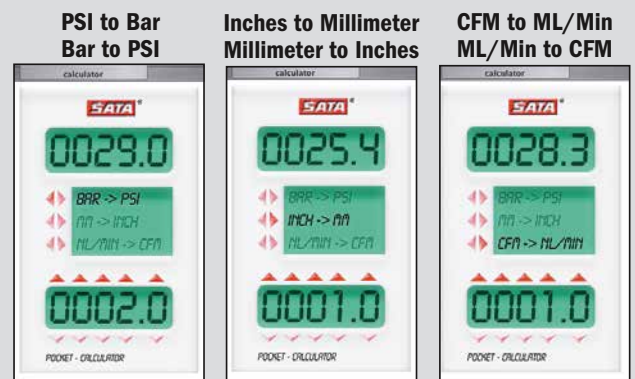 PSI to Bar
Bar to PSI
calculator
SATA®
0029.0
BAR -> PSI
MM -> INCH
NL/MIN -> CFM
0002.0
POCKET - CALCULATOR
Inches to Millimeter
Millimeter to Inches
calculator
SATA®
0025.4
BAR -> PSI
INCH -> MM
NL/MIN -> CFM
0001.0
POCKET - CALCULATOR
CFM to ML/Min
ML/Min to CFM
calculator
SATA®
0028.3
BAR -> PSI
MM -> INCH
CFM -> NL/MIN
0001.0
POCKET - CALCULATOR